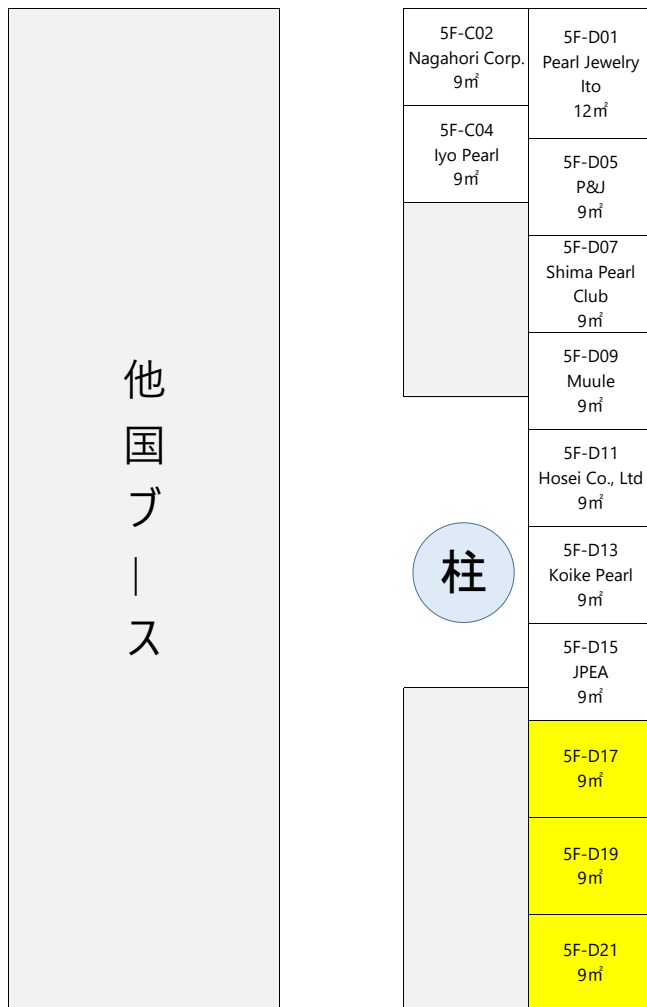 他国ブース
5F-C02
Nagahori Corp.
9㎡
5F-C04
Iyo Pearl
9㎡
柱
5F-D01
Pearl Jewelry
Ito
12㎡
5F-D05
P&J
9㎡
5F-D07
Shima Pearl
Club
9㎡
5F-D09
Muule
9㎡
5F-D11
Hosei Co., Ltd
9㎡
5F-D13
Koike Pearl
9㎡
5F-D15
JPEA
9㎡
5F-D17
9㎡
5F-D19
9㎡
5F-D21
9㎡